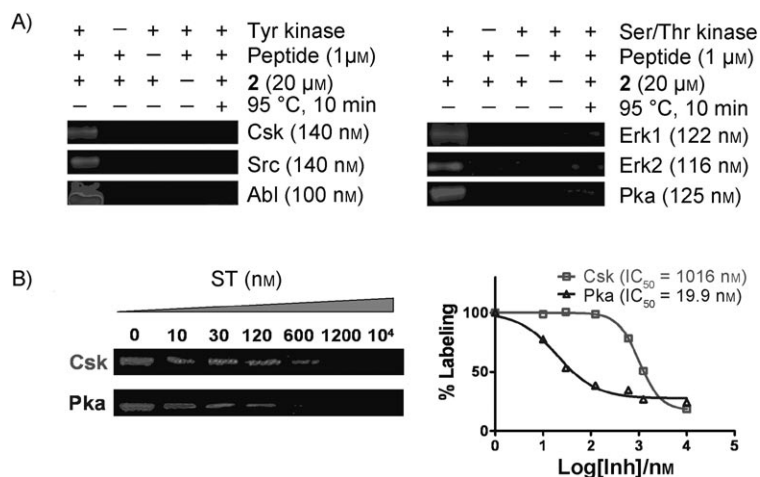 A)
+ − + + + Tyr kinase
+ + − + + Peptide (1μM)
+ + + − + 2 (20 μM)
− − − − + 95 °C, 10 min
Csk (140 nM)
Src (140 nM)
Abl (100 nM)
+ − + + + Ser/Thr kinase
+ + − + + Peptide (1 μM)
+ + + − + 2 (20 μM)
− − − − + 95 °C, 10 min
Erk1 (122 nM)
Erk2 (116 nM)
Pka (125 nM)
B)
ST (nM)
0 10 30 120 600 1200 10⁴
Csk
Pka
Csk (IC₅₀ = 1016 nM)
Pka (IC₅₀ = 19.9 nM)
% Labeling
100
50
0
0 1 2 3 4 5
Log[Inh]/nM